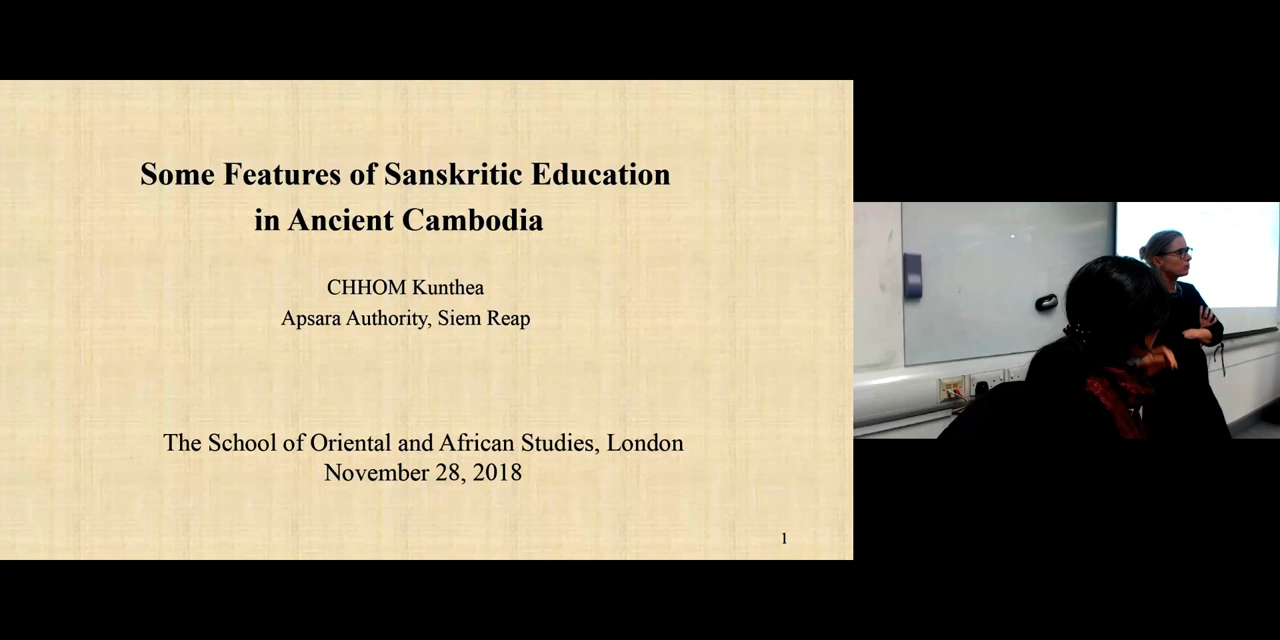 Some Features of Sanskritic Education
in Ancient Cambodia
CHHOM Kunthea
Apsara Authority, Siem Reap
The School of Oriental and African Studies, London
November 28, 2018
1